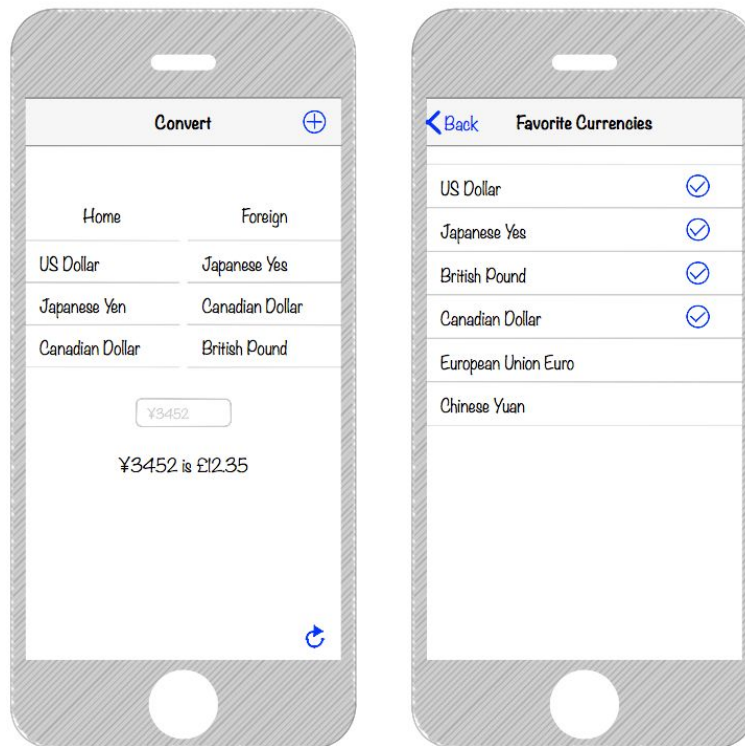 Convert
Home Foreign
US Dollar Japanese Yes
Japanese Yen Canadian Dollar
Canadian Dollar British Pound
¥3452
¥3452 is £12.35
Back Favorite Currencies
US Dollar
Japanese Yes
British Pound
Canadian Dollar
European Union Euro
Chinese Yuan